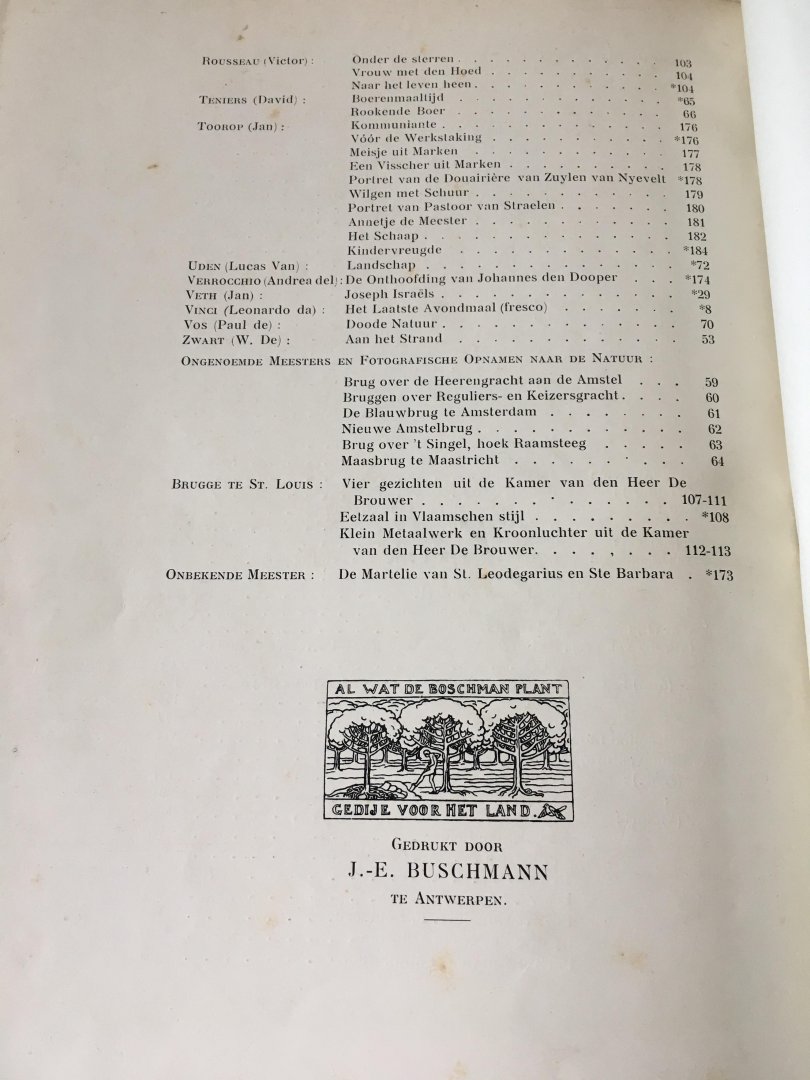 Rousseau (Victor) : Onder de sterren . . . . . . . . . . 103
Vrouw met den Hoed . . . . . . . . . . 104
Naar het leven heen . . . . . . . . . . *104
Teniers (David) : Boerenmaaltijd . . . . . . . . . . *65
Rookende Boer . . . . . . . . . . 66
Toorop (Jan) : Kommuniante . . . . . . . . . . 176
Vóór de Werkstaking . . . . . . . . . . *176
Meisje uit Marken . . . . . . . . . . 177
Een Visscher uit Marken . . . . . . . . 178
Portret van de Douairière van Zuylen van Nyevelt *178
Wilgen met Schuur . . . . . . . . . . 179
Portret van Pastoor van Straelen . . . . . . 180
Annetje de Meester . . . . . . . . . . 181
Het Schaap . . . . . . . . . . 182
Kindervreugde . . . . . . . . . . *184
Uden (Lucas Van) : Landschap . . . . . . . . . . *72
Verrocchio (Andrea del) : De Onthoofding van Johannes den Dooper . . . *174
Veth (Jan) : Joseph Israëls . . . . . . . . . . *29
Vinci (Leonardo da) : Het Laatste Avondmaal (fresco) . . . . . . *8
Vos (Paul de) : Doode Natuur . . . . . . . . . . 70
Zwart (W. De) : Aan het Strand . . . . . . . . . . 53
Ongenoemde Meesters en Fotografische Opnamen naar de Natuur :
Brug over de Heerengracht aan de Amstel . . . 59
Bruggen over Reguliers- en Keizersgracht . . . . 60
De Blauwbrug te Amsterdam . . . . . . . 61
Nieuwe Amstelbrug . . . . . . . . . . 62
Brug over 't Singel, hoek Raamsteeg . . . . . 63
Maasbrug te Maastricht . . . . . . . . 64
Brugge te St. Louis : Vier gezichten uit de Kamer van den Heer De
Brouwer . . . . . . . . . . . 107-111
Eetzaal in Vlaamschen stijl . . . . . . . . . *108
Klein Metaalwerk en Kroonluchter uit de Kamer
van den Heer De Brouwer. . . . , . . . 112-113
Onbekende Meester : De Martelie van St. Leodegarius en Ste Barbara . *173
AL WAT DE BOSCHMAN PLANT
GEDIJE VOOR HET LAND.
Gedrukt door
J.-E. BUSCHMANN
te Antwerpen.